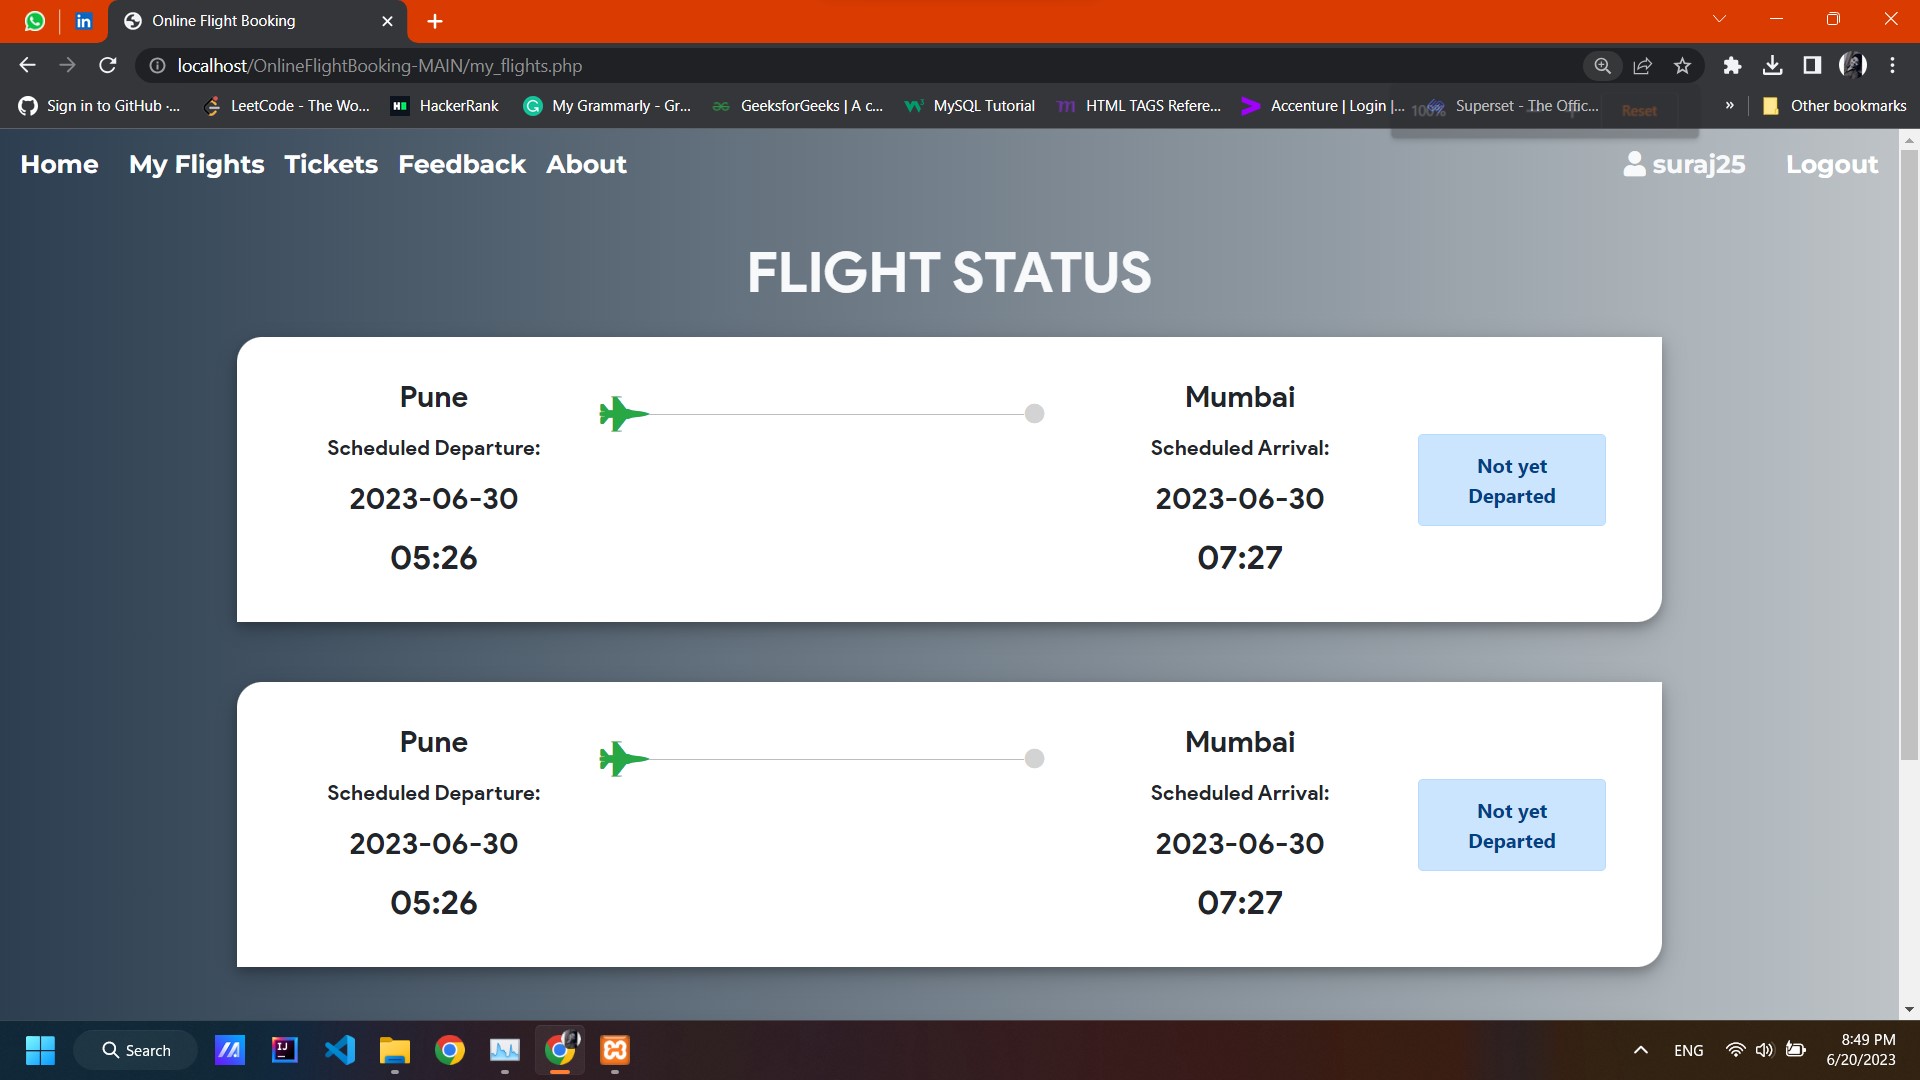 Online Flight Booking
localhost/OnlineFlightBooking-MAIN/my_flights.php
Sign in to GitHub ·... LeetCode - The Wo... HackerRank My Grammarly - Gr... GeeksforGeeks | A c... MySQL Tutorial HTML TAGS Refere... Accenture | Login |... Superset - The Offic... » Other bookmarks
100% Reset
Home My Flights Tickets Feedback About suraj25 Logout
FLIGHT STATUS
Pune Mumbai
Scheduled Departure: Scheduled Arrival:
Not yet
Departed
2023-06-30 2023-06-30
05:26 07:27
Pune Mumbai
Scheduled Departure: Scheduled Arrival:
Not yet
Departed
2023-06-30 2023-06-30
05:26 07:27
Search ENG 8:49 PM
6/20/2023